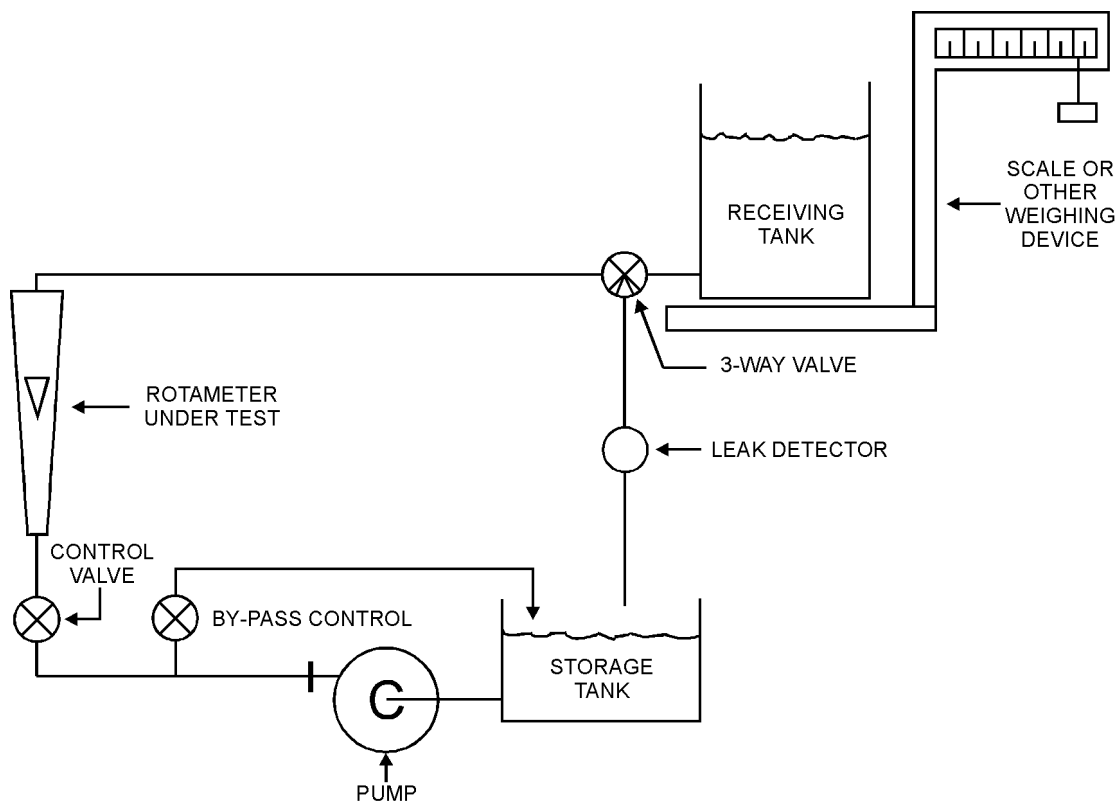 SCALE OR
OTHER
WEIGHING
DEVICE
RECEIVING
TANK
3-WAY VALVE
ROTAMETER
UNDER TEST
LEAK DETECTOR
CONTROL
VALVE
BY-PASS CONTROL
STORAGE
TANK
C
PUMP